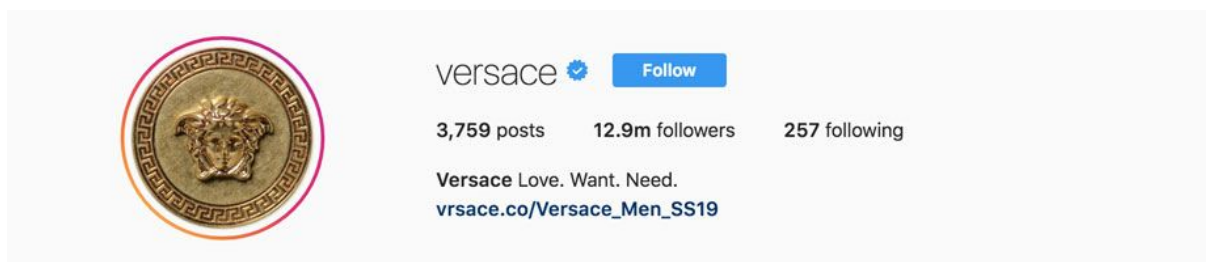 versace Follow
3,759 posts 12.9m followers 257 following
Versace Love. Want. Need.
vrsace.co/Versace_Men_SS19